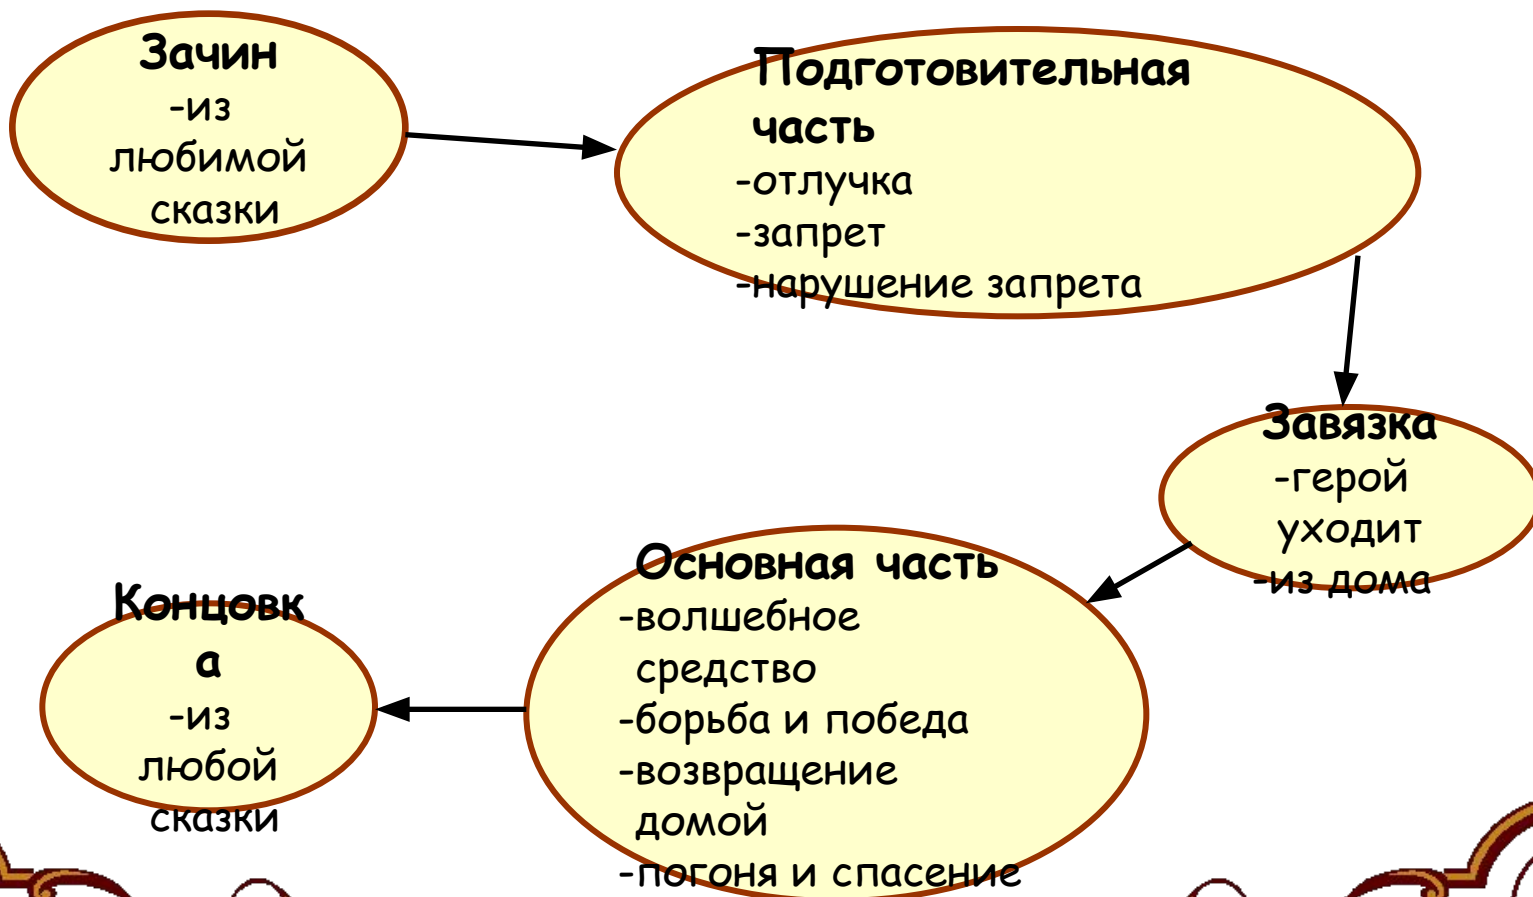 Зачин
-из
любимой
сказки
Подготовительная
часть
-отлучка
-запрет
-нарушение запрета
Завязка
-герой
уходит
-из дома
Основная часть
-волшебное
средство
-борьба и победа
-возвращение
домой
-погоня и спасение
Концовк
а
-из
любой
сказки